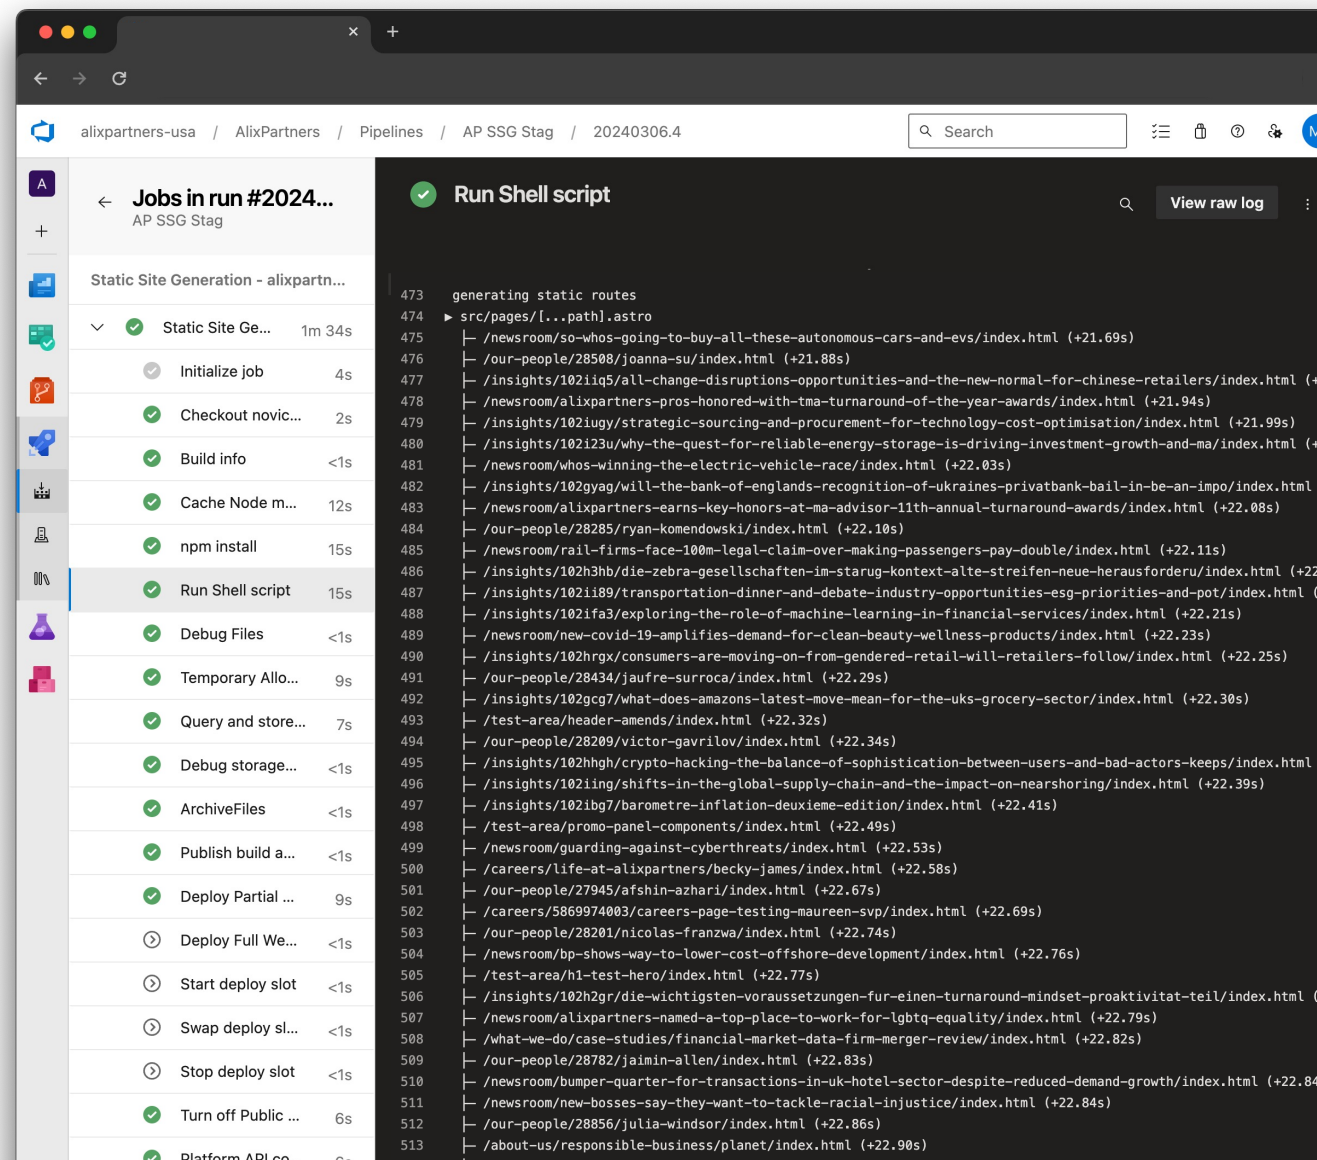 alixpartners-usa / AlixPartners / Pipelines / AP SSG Stag / 20240306.4
Search
M
A
Jobs in run #2024...
AP SSG Stag
Static Site Generation - alixpartn...
Static Site Ge... 1m 34s
Initialize job 4s
Checkout novic... 2s
Build info <1s
Cache Node m... 12s
npm install 15s
Run Shell script 15s
Debug Files <1s
Temporary Allo... 9s
Query and store... 7s
Debug storage... <1s
ArchiveFiles <1s
Publish build a... <1s
Deploy Partial ... 9s
Deploy Full We... <1s
Start deploy slot <1s
Swap deploy sl... <1s
Stop deploy slot <1s
Turn off Public ... 6s
Platform API co
Run Shell script
View raw log
473 generating static routes
474 ▶ src/pages/[...path].astro
475 ├─ /newsroom/so-whos-going-to-buy-all-these-autonomous-cars-and-evs/index.html (+21.69s)
476 ├─ /our-people/28508/joanna-su/index.html (+21.88s)
477 ├─ /insights/102iiq5/all-change-disruptions-opportunities-and-the-new-normal-for-chinese-retailers/index.html (+
478 ├─ /newsroom/alixpartners-pros-honored-with-tma-turnaround-of-the-year-awards/index.html (+21.94s)
479 ├─ /insights/102iugy/strategic-sourcing-and-procurement-for-technology-cost-optimisation/index.html (+21.99s)
480 ├─ /insights/102i23u/why-the-quest-for-reliable-energy-storage-is-driving-investment-growth-and-ma/index.html (+
481 ├─ /newsroom/whos-winning-the-electric-vehicle-race/index.html (+22.03s)
482 ├─ /insights/102gyag/will-the-bank-of-englands-recognition-of-ukraines-privatbank-bail-in-be-an-impo/index.html
483 ├─ /newsroom/alixpartners-earns-key-honors-at-ma-advisor-11th-annual-turnaround-awards/index.html (+22.08s)
484 ├─ /our-people/28285/ryan-komendowski/index.html (+22.10s)
485 ├─ /newsroom/rail-firms-face-100m-legal-claim-over-making-passengers-pay-double/index.html (+22.11s)
486 ├─ /insights/102h3hb/die-zebra-gesellschaften-im-starug-kontext-alte-streifen-neue-herausforderu/index.html (+22
487 ├─ /insights/102ii89/transportation-dinner-and-debate-industry-opportunities-esg-priorities-and-pot/index.html (
488 ├─ /insights/102ifa3/exploring-the-role-of-machine-learning-in-financial-services/index.html (+22.21s)
489 ├─ /newsroom/new-covid-19-amplifies-demand-for-clean-beauty-wellness-products/index.html (+22.23s)
490 ├─ /insights/102hrgx/consumers-are-moving-on-from-gendered-retail-will-retailers-follow/index.html (+22.25s)
491 ├─ /our-people/28434/jaufre-surroca/index.html (+22.29s)
492 ├─ /insights/102gcg7/what-does-amazons-latest-move-mean-for-the-uks-grocery-sector/index.html (+22.30s)
493 ├─ /test-area/header-amends/index.html (+22.32s)
494 ├─ /our-people/28209/victor-gavrilov/index.html (+22.34s)
495 ├─ /insights/102hhgh/crypto-hacking-the-balance-of-sophistication-between-users-and-bad-actors-keeps/index.html
496 ├─ /insights/102iing/shifts-in-the-global-supply-chain-and-the-impact-on-nearshoring/index.html (+22.39s)
497 ├─ /insights/102ibg7/barometre-inflation-deuxieme-edition/index.html (+22.41s)
498 ├─ /test-area/promo-panel-components/index.html (+22.49s)
499 ├─ /newsroom/guarding-against-cyberthreats/index.html (+22.53s)
500 ├─ /careers/life-at-alixpartners/becky-james/index.html (+22.58s)
501 ├─ /our-people/27945/afshin-azhari/index.html (+22.67s)
502 ├─ /careers/5869974003/careers-page-testing-maureen-svp/index.html (+22.69s)
503 ├─ /our-people/28201/nicolas-franzwa/index.html (+22.74s)
504 ├─ /newsroom/bp-shows-way-to-lower-cost-offshore-development/index.html (+22.76s)
505 ├─ /test-area/h1-test-hero/index.html (+22.77s)
506 ├─ /insights/102h2gr/die-wichtigsten-voraussetzungen-fur-einen-turnaround-mindset-proaktivitat-teil/index.html (
507 ├─ /newsroom/alixpartners-named-a-top-place-to-work-for-lgbtq-equality/index.html (+22.79s)
508 ├─ /what-we-do/case-studies/financial-market-data-firm-merger-review/index.html (+22.82s)
509 ├─ /our-people/28782/jaimin-allen/index.html (+22.83s)
510 ├─ /newsroom/bumper-quarter-for-transactions-in-uk-hotel-sector-despite-reduced-demand-growth/index.html (+22.84
511 ├─ /newsroom/new-bosses-say-they-want-to-tackle-racial-injustice/index.html (+22.84s)
512 ├─ /our-people/28856/julia-windsor/index.html (+22.86s)
513 ├─ /about-us/responsible-business/planet/index.html (+22.90s)